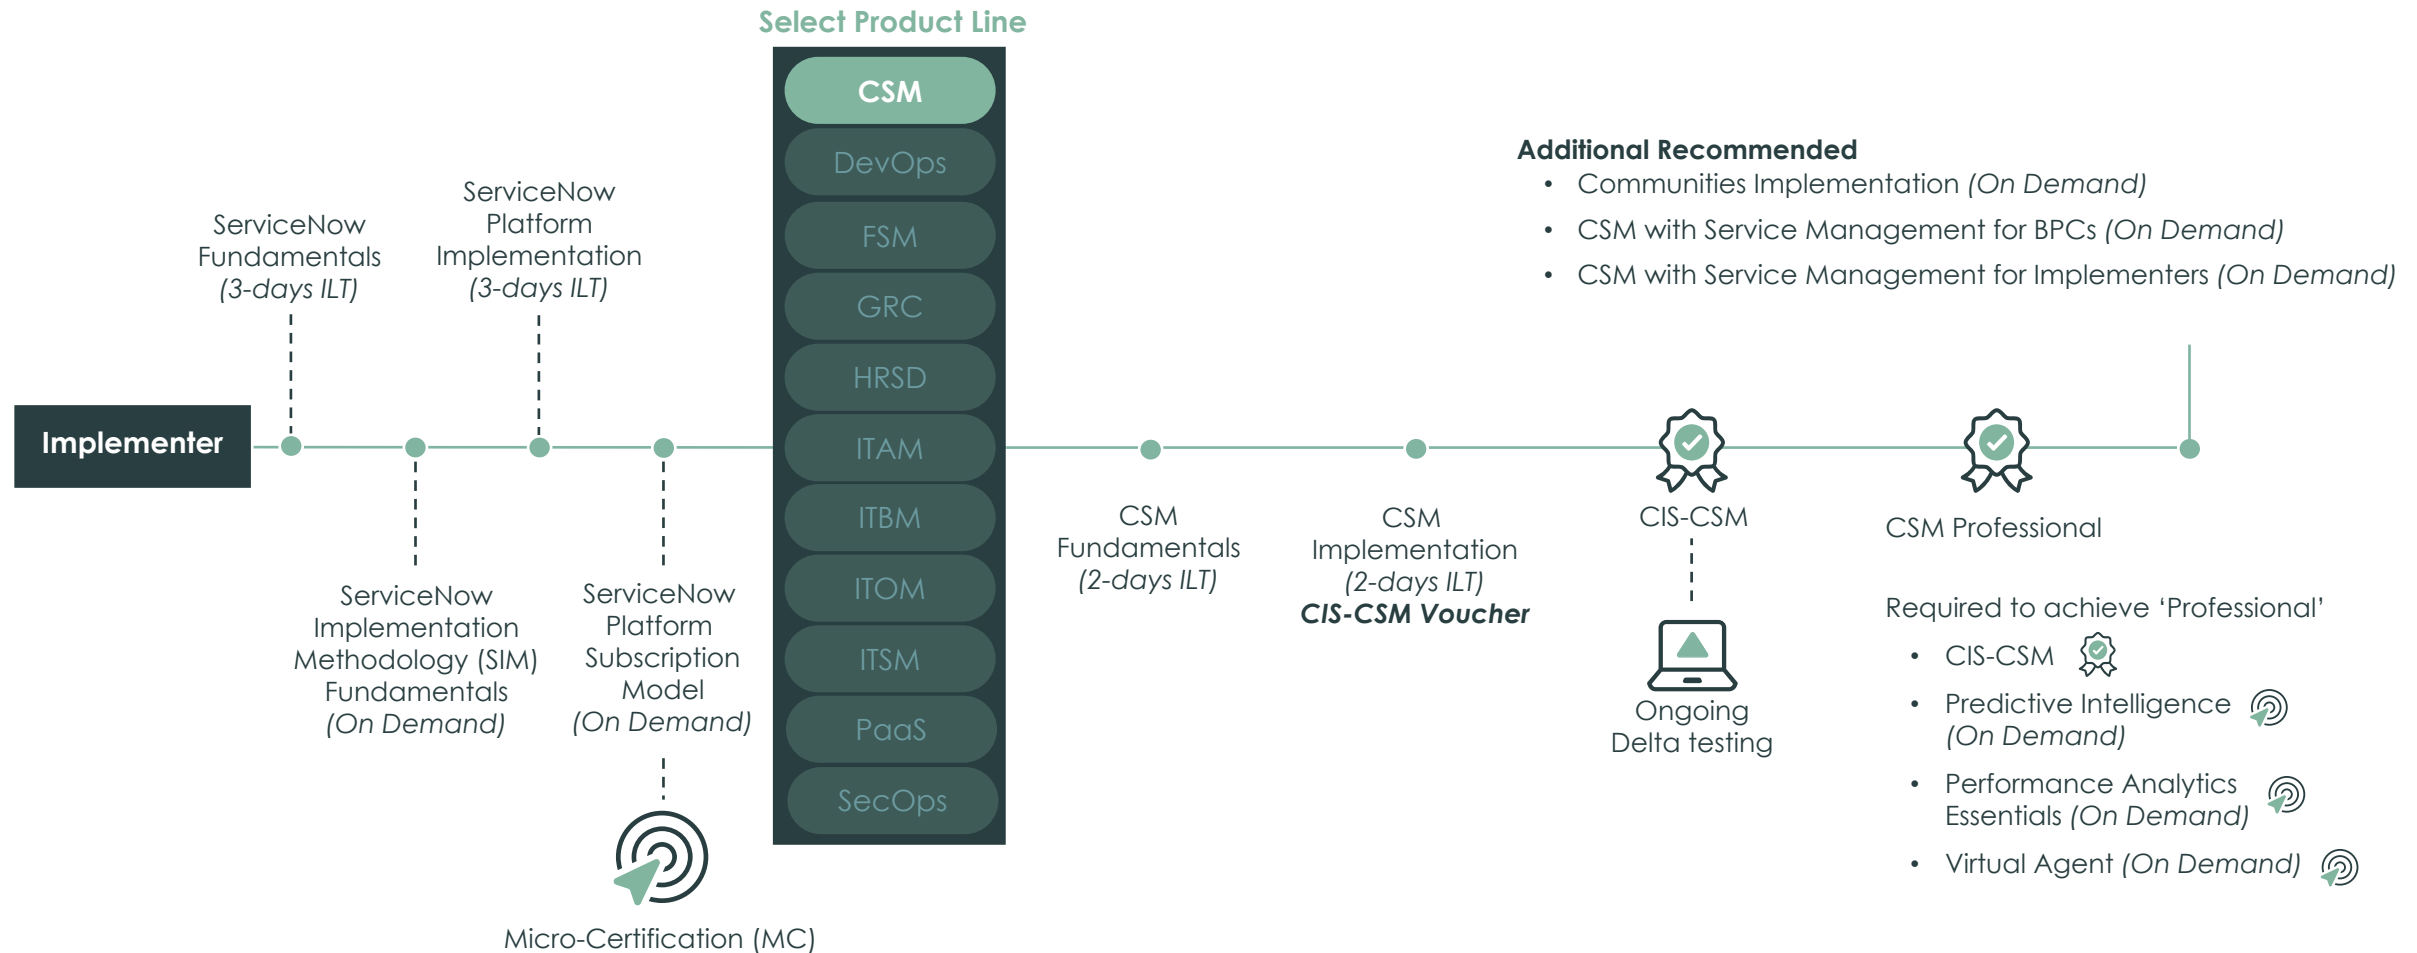 Select Product Line
CSM
DevOps
FSM
GRC
HRSD
ITAM
ITBM
ITOM
ITSM
PaaS
SecOps
Implementer
ServiceNow
Fundamentals
(3-days ILT)
ServiceNow
Implementation
Methodology (SIM)
Fundamentals
(On Demand)
ServiceNow
Platform
Implementation
(3-days ILT)
ServiceNow
Platform
Subscription
Model
(On Demand)
Micro-Certification (MC)
CSM
Fundamentals
(2-days ILT)
CSM
Implementation
(2-days ILT)
CIS-CSM Voucher
CIS-CSM
Ongoing
Delta testing
CSM Professional
Required to achieve ‘Professional’
• CIS-CSM
• Predictive Intelligence
(On Demand)
• Performance Analytics
Essentials (On Demand)
• Virtual Agent (On Demand)
Additional Recommended
• Communities Implementation (On Demand)
• CSM with Service Management for BPCs (On Demand)
• CSM with Service Management for Implementers (On Demand)